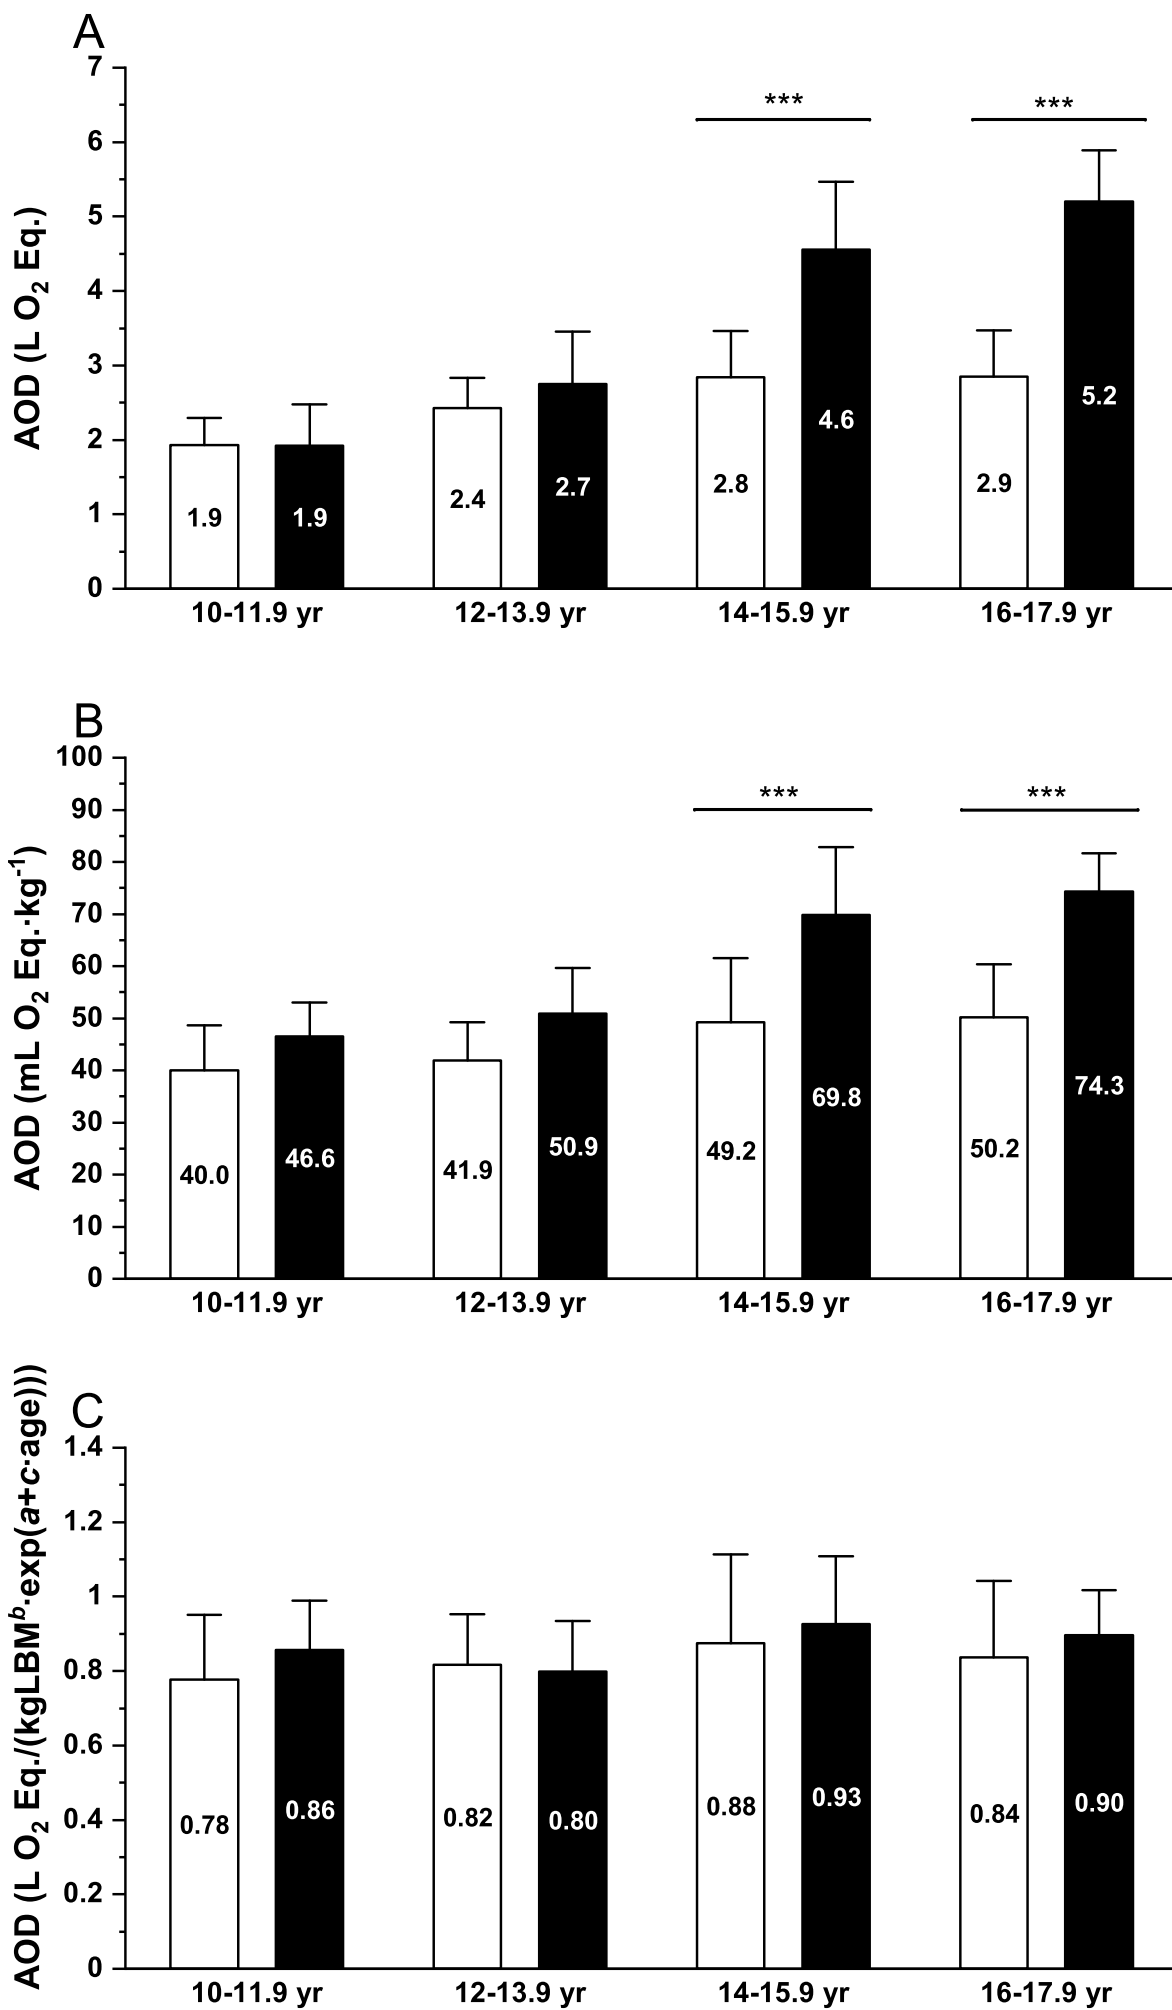 A
AOD (L O₂ Eq.)
7
6
5
4
3
2
1
0
*** ***
1.9 1.9 2.4 2.7 2.8 4.6 2.9 5.2
10-11.9 yr 12-13.9 yr 14-15.9 yr 16-17.9 yr
B
AOD (mL O₂ Eq.·kg⁻¹)
100
90
80
70
60
50
40
30
20
10
0
*** ***
40.0 46.6 41.9 50.9 49.2 69.8 50.2 74.3
10-11.9 yr 12-13.9 yr 14-15.9 yr 16-17.9 yr
C
AOD (L O₂ Eq./(kgLBMᵇ·exp(a+c·age)))
1.4
1.2
1
0.8
0.6
0.4
0.2
0
0.78 0.86 0.82 0.80 0.88 0.93 0.84 0.90
10-11.9 yr 12-13.9 yr 14-15.9 yr 16-17.9 yr